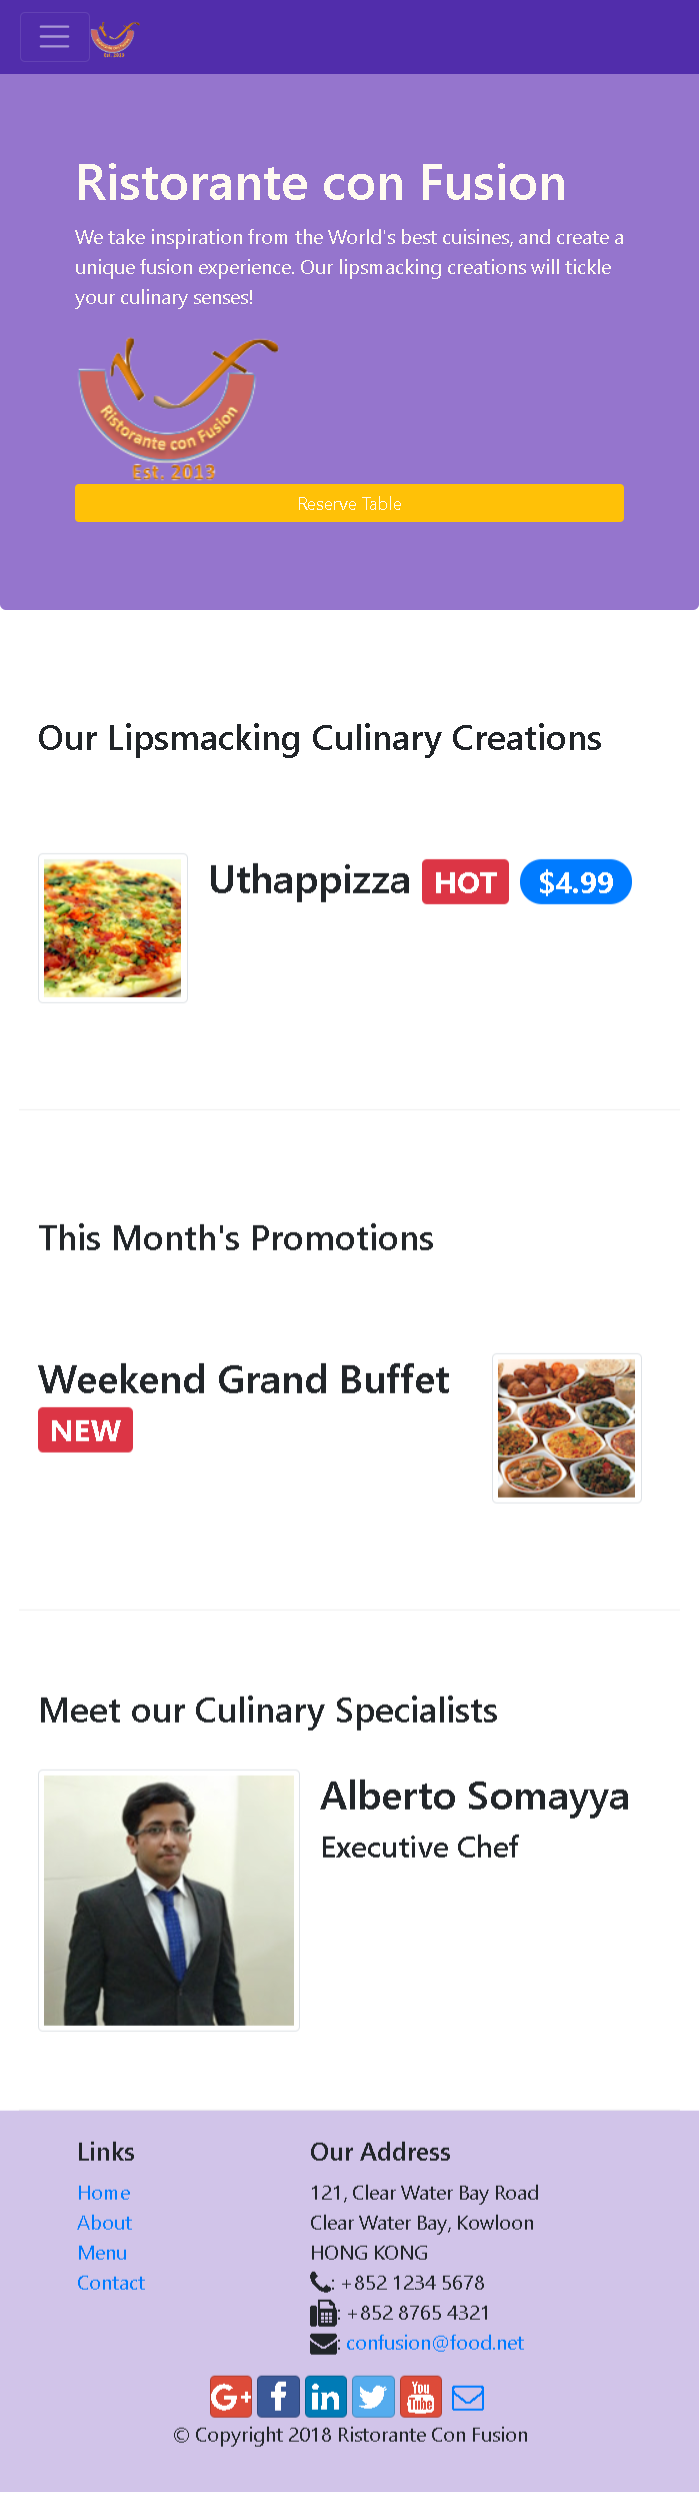 Ristorante con Fusion
We take inspiration from the World's best cuisines, and create a
unique fusion experience. Our lipsmacking creations will tickle
your culinary senses!
Ristorante con Fusion
Est. 2013
Reserve Table
Our Lipsmacking Culinary Creations
Uthappizza HOT $4.99
This Month's Promotions
Weekend Grand Buffet
NEW
Meet our Culinary Specialists
Alberto Somayya
Executive Chef
Links
Home
About
Menu
Contact
Our Address
121, Clear Water Bay Road
Clear Water Bay, Kowloon
HONG KONG
: +852 1234 5678
: +852 8765 4321
: confusion@food.net
G+ f in You Tube
© Copyright 2018 Ristorante Con Fusion